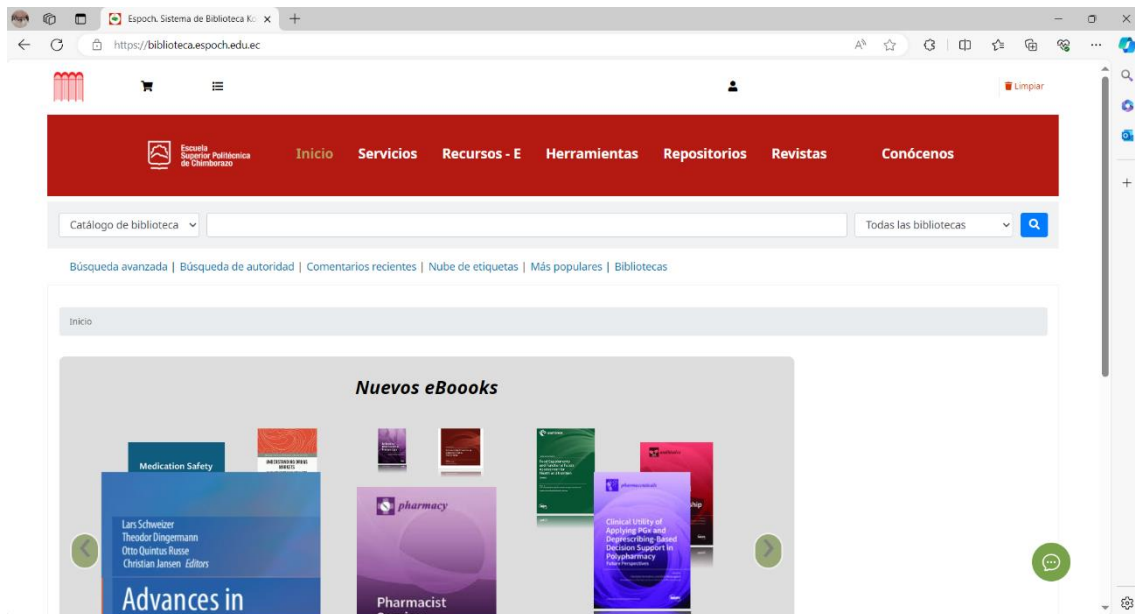 Espoch. Sistema de Biblioteca Ko
https://biblioteca.espoch.edu.ec
Limpiar
Escuela
Superior Politécnica
de Chimborazo
Inicio Servicios Recursos - E Herramientas Repositorios Revistas Conócenos
Catálogo de biblioteca Todas las bibliotecas
Búsqueda avanzada | Búsqueda de autoridad | Comentarios recientes | Nube de etiquetas | Más populares | Bibliotecas
Inicio
Nuevos eBoooks
Medication Safety
Lars Schweizer
Theodor Dingermann
Otto Quintus Russe
Christian Jansen Editors
Advances in
pharmacy
Pharmacist
Clinical Utility of
Applying PGx and
Deprescribing-Based
Decision Support in
Polypharmacy
Future Perspectives